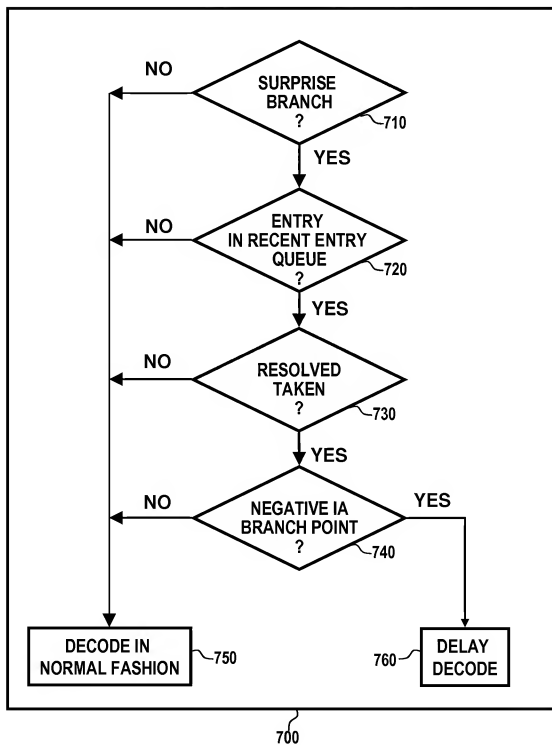 NO
SURPRISE
BRANCH
?
710
YES
NO
ENTRY
IN RECENT ENTRY
QUEUE
?
720
YES
NO
RESOLVED
TAKEN
?
730
YES
NO
NEGATIVE IA
BRANCH POINT
?
740
YES
DECODE IN
NORMAL FASHION
750
760
DELAY
DECODE
700